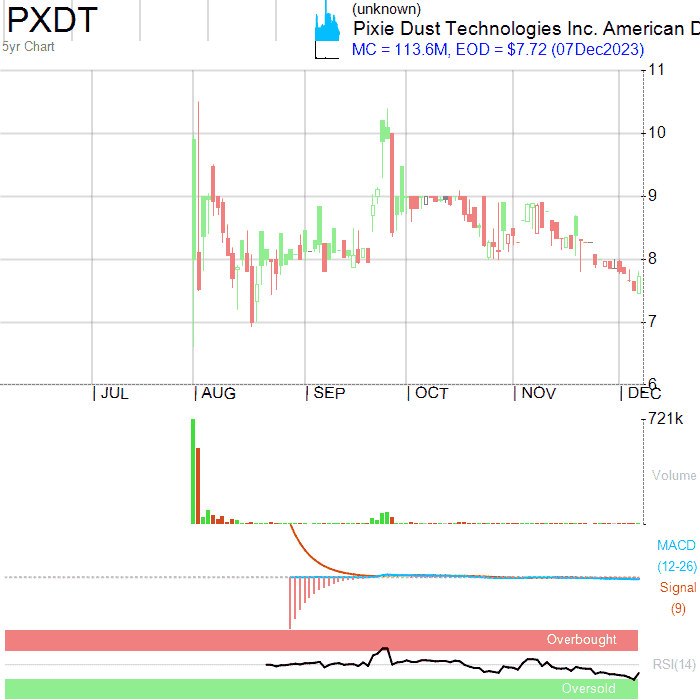 PXDT
5yr Chart
(unknown)
Pixie Dust Technologies Inc. American D
MC = 113.6M, EOD = $7.72 (07Dec2023)
11
10
9
8
7
6
JUL AUG SEP OCT NOV DEC
721k
Volume
MACD
(12-26)
Signal
(9)
Overbought
RSI(14)
Oversold